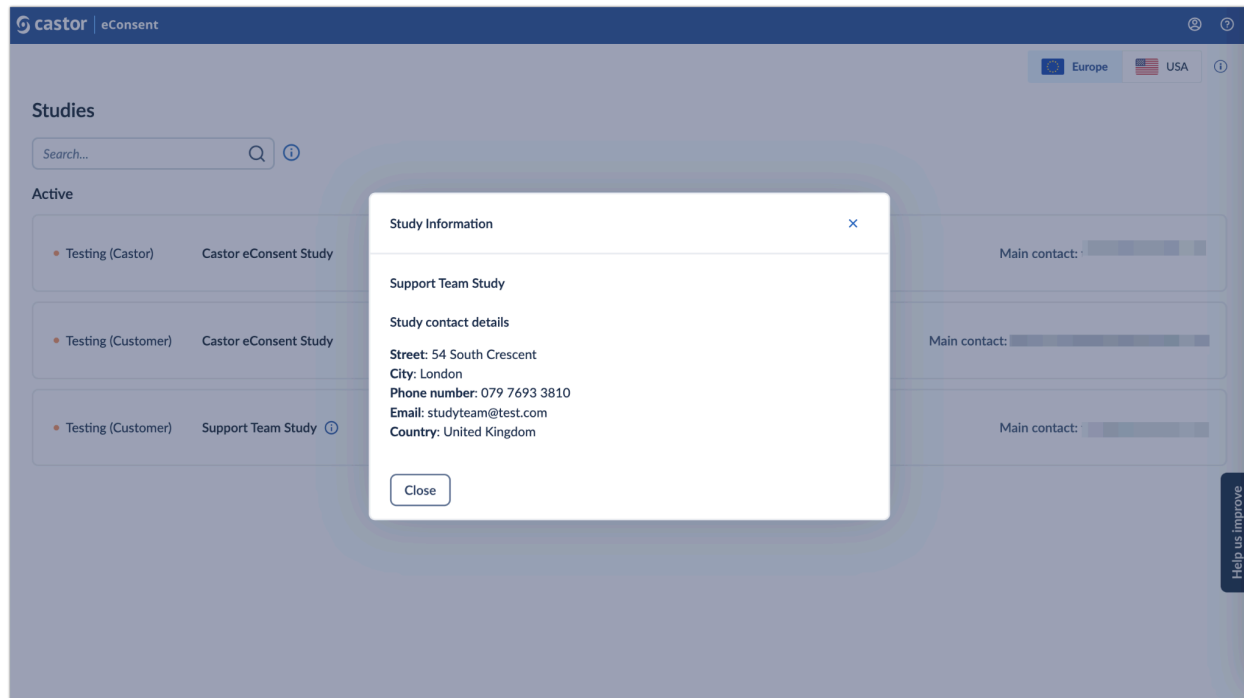 castor | eConsent
Europe
USA
Studies
Search...
Active
Testing (Castor) Castor eConsent Study Main contact:
Testing (Customer) Castor eConsent Study Main contact:
Testing (Customer) Support Team Study Main contact:
Study Information
Support Team Study
Study contact details
Street: 54 South Crescent
City: London
Phone number: 079 7693 3810
Email: studyteam@test.com
Country: United Kingdom
Close
Help us improve